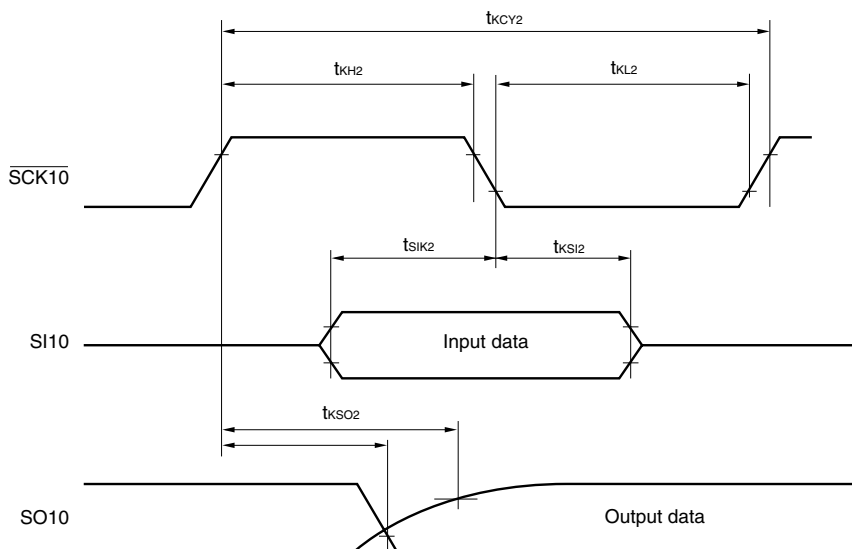 tKCY2
tKH2
tKL2
SCK10
tSIK2
tKSI2
SI10
Input data
tKSO2
SO10
Output data